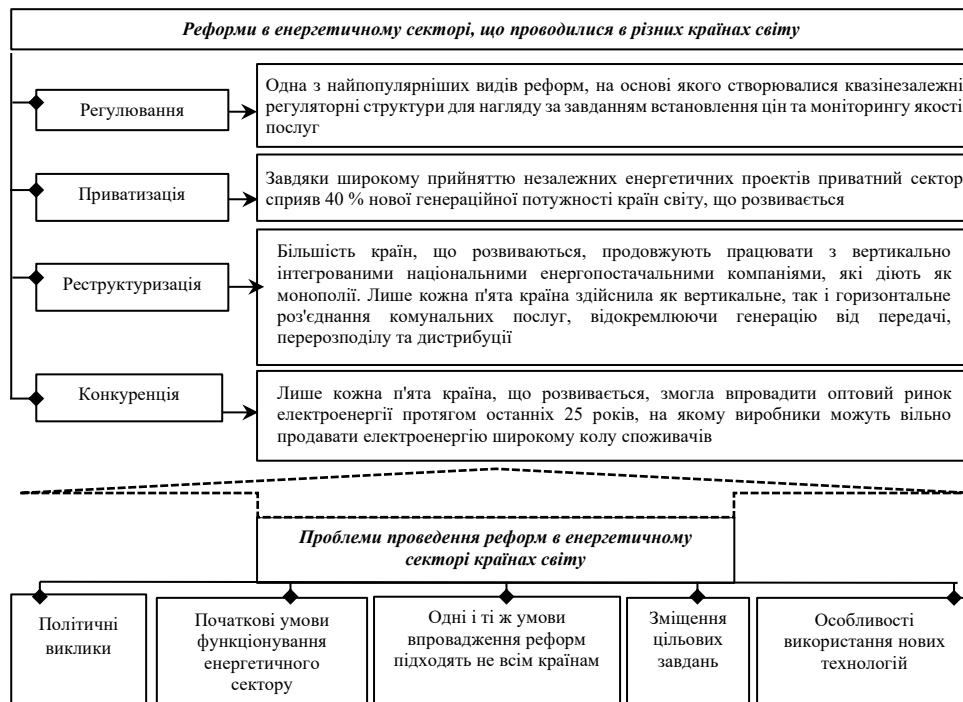 Реформи в енергетичному секторі, що проводилися в різних країнах світу
Регулювання
Одна з найпопулярніших видів реформ, на основі якого створювалися квазінезалежні
регуляторні структури для нагляду за завданням встановлення цін та моніторингу якості
послуг
Приватизація
Завдяки широкому прийняттю незалежних енергетичних проектів приватний сектор
сприяв 40 % нової генераційної потужності країн світу, що розвивається
Реструктуризація
Більшість країн, що розвиваються, продовжують працювати з вертикально
інтегрованими національними енергопостачальними компаніями, які діють як
монополії. Лише кожна п'ята країна здійснила як вертикальне, так і горизонтальне
роз'єднання комунальних послуг, відокремлюючи генерацію від передачі,
перерозподілу та дистрибуції
Конкуренція
Лише кожна п'ята країна, що розвивається, змогла впровадити оптовий ринок
електроенергії протягом останніх 25 років, на якому виробники можуть вільно
продавати електроенергію широкому колу споживачів
Проблеми проведення реформ в енергетичному
секторі країнах світу
Політичні
виклики
Початкові умови
функціонування
енергетичного
сектору
Одні і ті ж умови
впровадження реформ
підходять не всім країнам
Зміщення
цільових
завдань
Особливості
використання нових
технологій